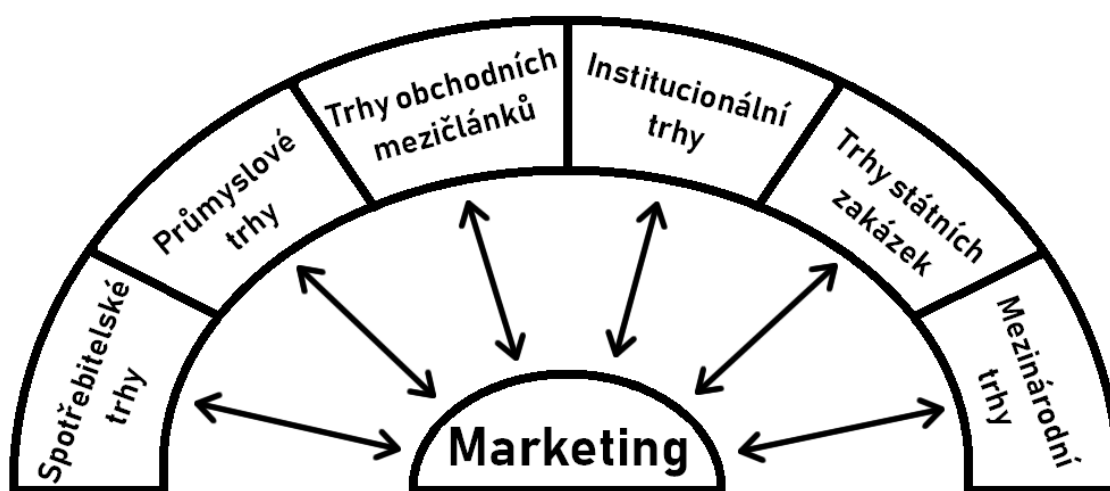 Spotřebitelské
trhy
Průmyslové
trhy
Trhy obchodních
mezičlánků
Institucionální
trhy
Trhy státních
zakázek
Mezinárodní
trhy
Marketing